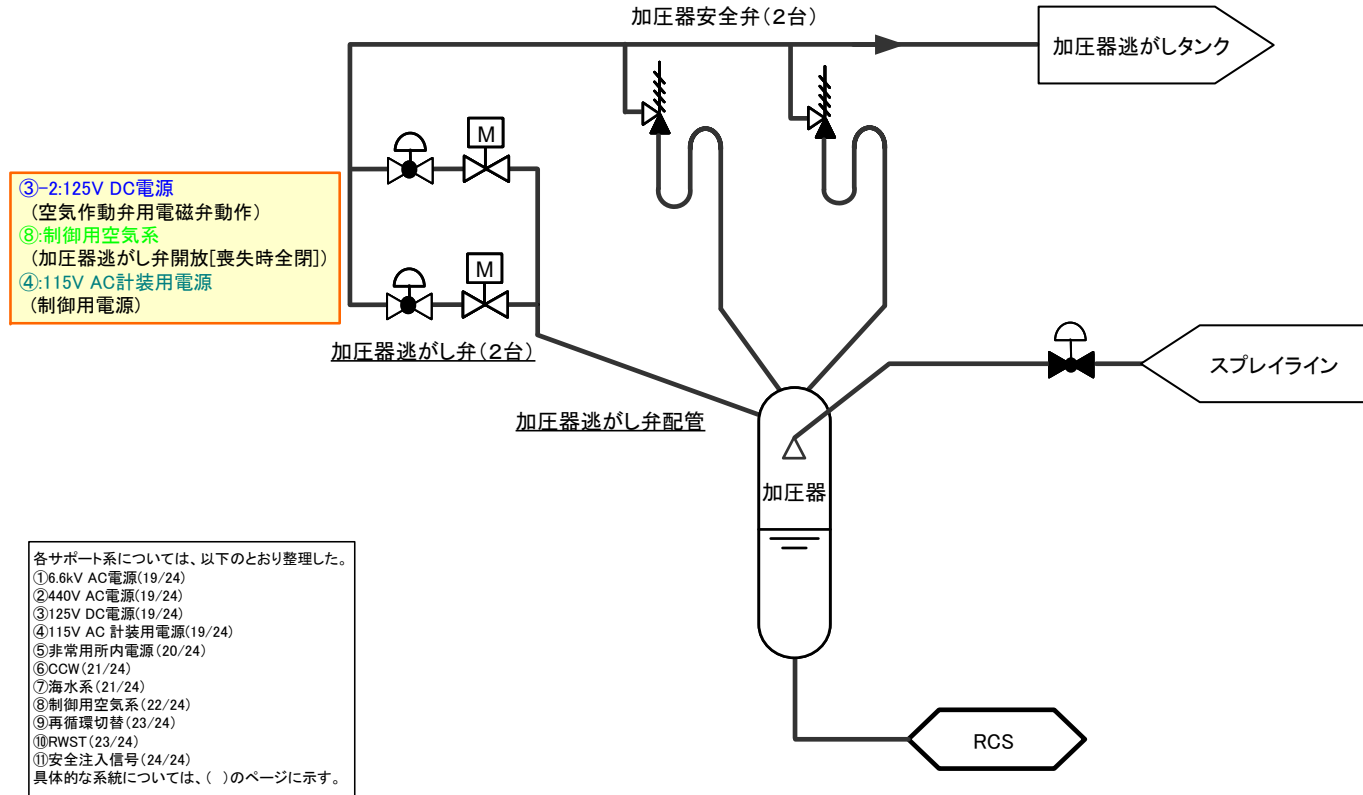 加圧器安全弁(2台)
加圧器逃がしタンク
M
③-2:125V DC電源
(空気作動弁用電磁弁動作)
⑧:制御用空気系
(加圧器逃がし弁開放[喪失時全閉])
④:115V AC計装用電源
(制御用電源)
M
加圧器逃がし弁(2台)
スプレイライン
加圧器逃がし弁配管
加圧器
各サポート系については、以下のとおり整理した。
①6.6kV AC電源(19/24)
②440V AC電源(19/24)
③125V DC電源(19/24)
④115V AC 計装用電源(19/24)
⑤非常用所内電源(20/24)
⑥CCW(21/24)
⑦海水系(21/24)
⑧制御用空気系(22/24)
⑨再循環切替(23/24)
⑩RWST(23/24)
⑪安全注入信号(24/24)
具体的な系統については、( )のページに示す。
RCS